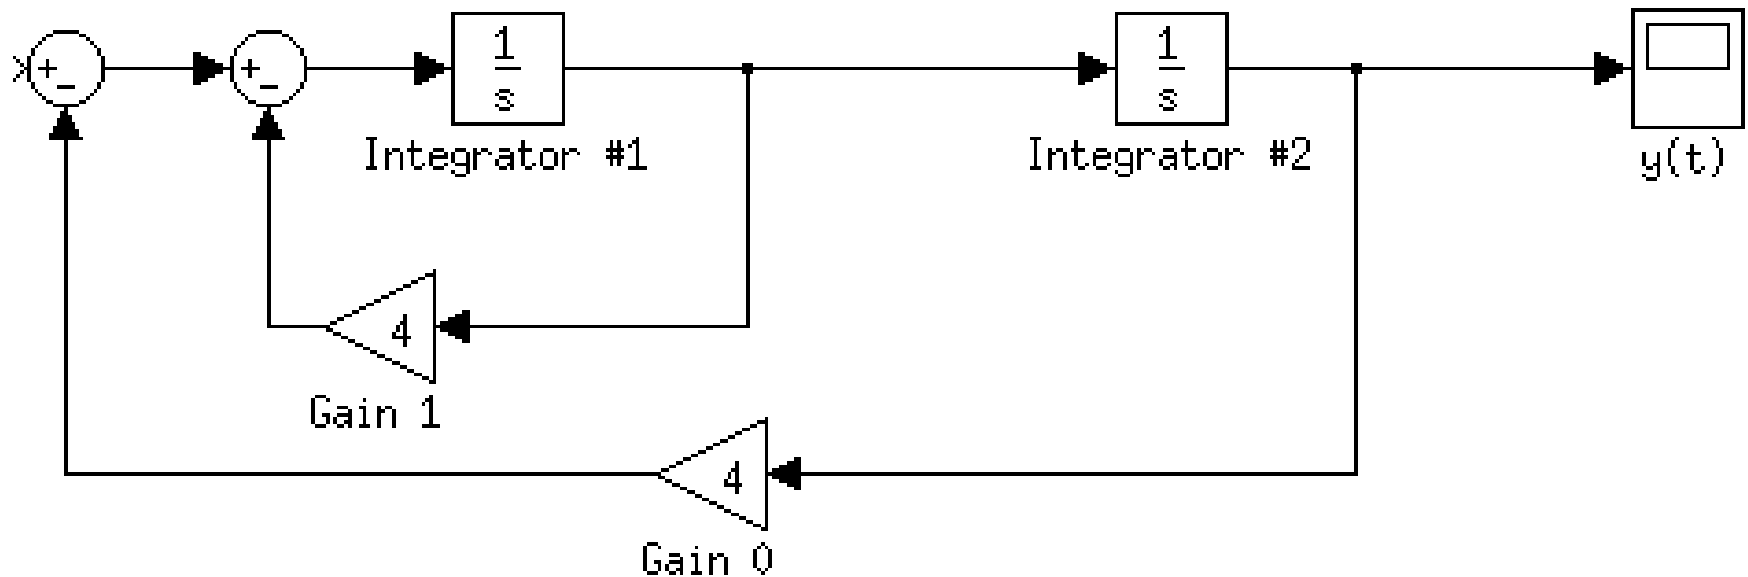 +
−
+
−
1
s
Integrator #1
1
s
Integrator #2
y(t)
4
Gain 1
4
Gain 0